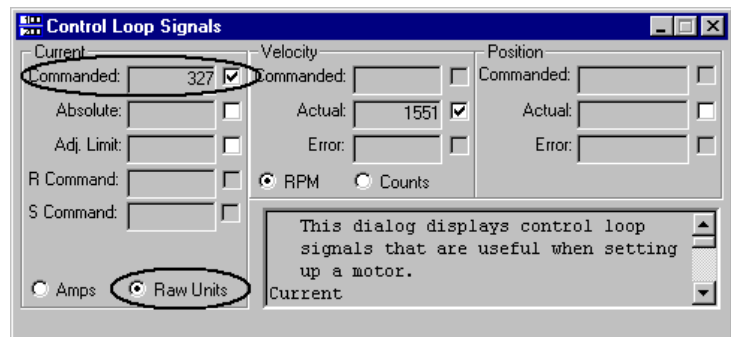 Control Loop Signals
Current
Commanded: 327
Absolute:
Adj. Limit:
R Command:
S Command:
Amps Raw Units
Velocity
Commanded:
Actual: 1551
Error:
RPM Counts
Position
Commanded:
Actual:
Error:
This dialog displays control loop
signals that are useful when setting
up a motor.
Current